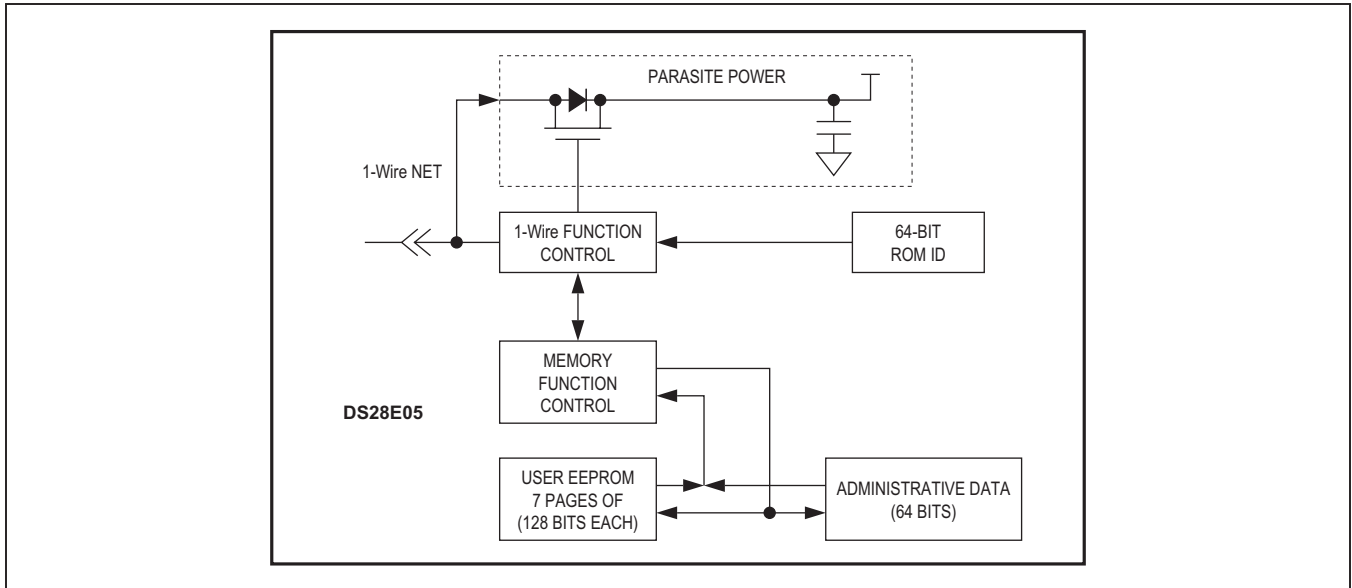 PARASITE POWER
1-Wire NET
1-Wire FUNCTION
CONTROL
64-BIT
ROM ID
MEMORY
FUNCTION
CONTROL
DS28E05
USER EEPROM
7 PAGES OF
(128 BITS EACH)
ADMINISTRATIVE DATA
(64 BITS)